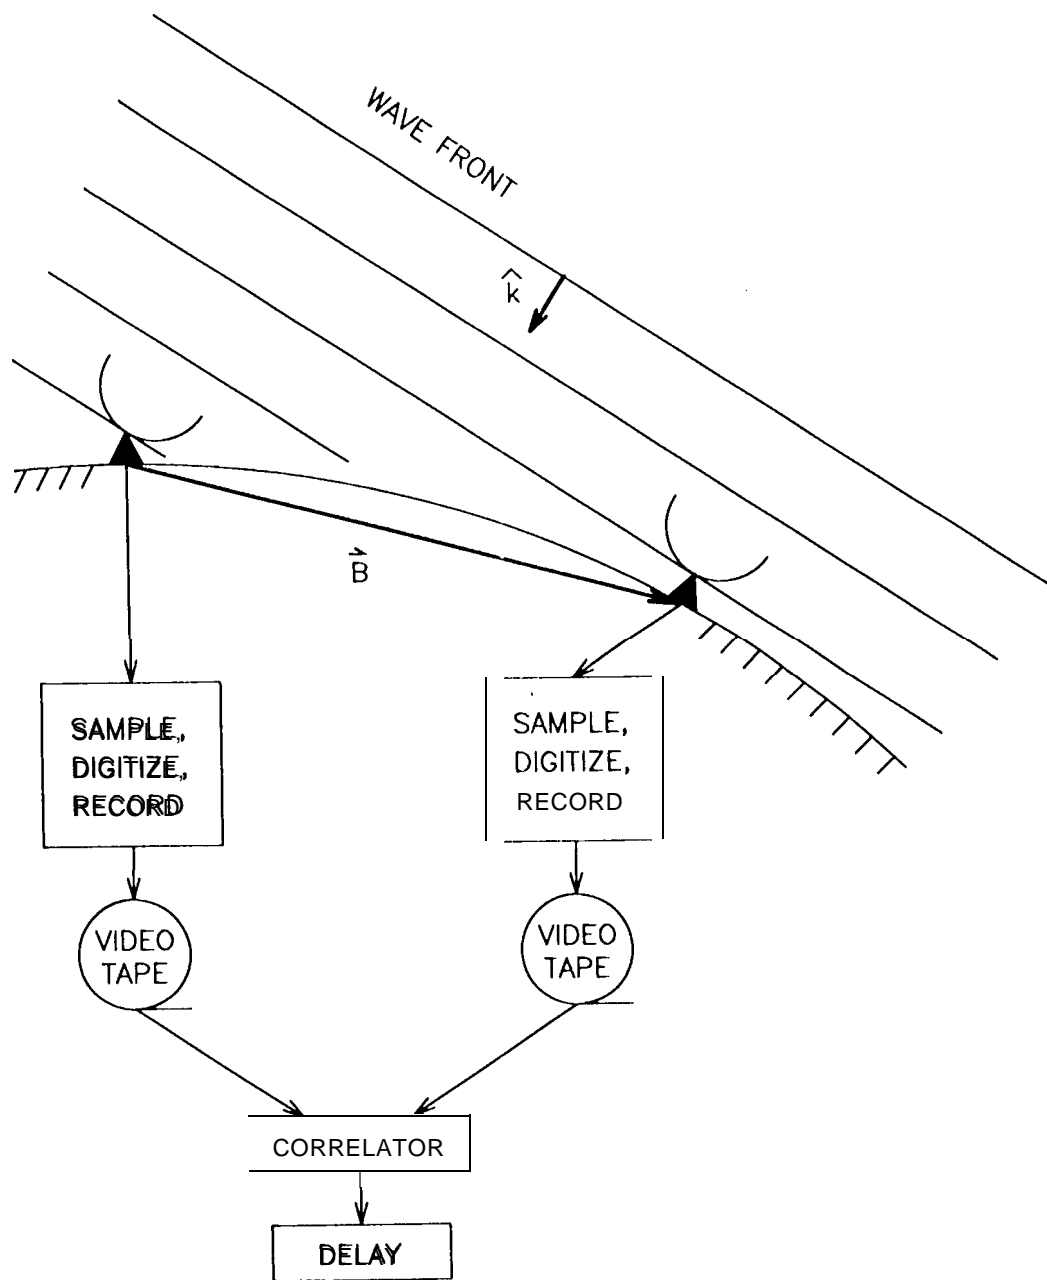 WAVE FRONT
k̂
B⃗
SAMPLE,
DIGITIZE,
RECORD
SAMPLE,
DIGITIZE,
RECORD
VIDEO
TAPE
VIDEO
TAPE
CORRELATOR
DELAY